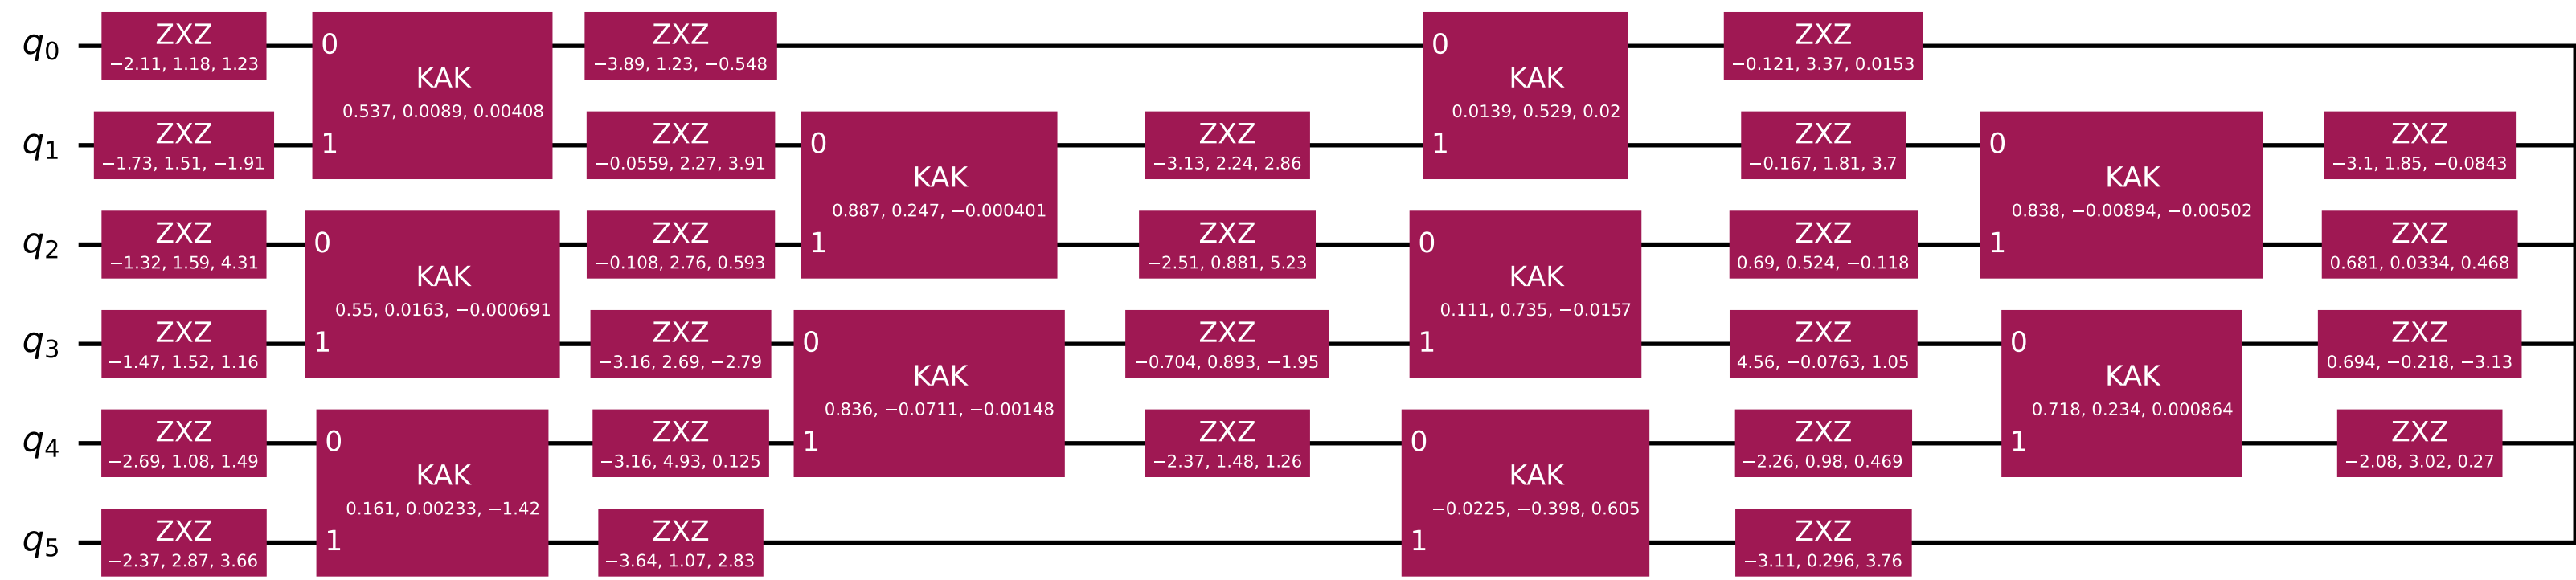 q0
ZXZ
−2.11, 1.18, 1.23
0
1
KAK
0.537, 0.0089, 0.00408
ZXZ
−3.89, 1.23, −0.548
0
1
KAK
0.0139, 0.529, 0.02
ZXZ
−0.121, 3.37, 0.0153
q1
ZXZ
−1.73, 1.51, −1.91
ZXZ
−0.0559, 2.27, 3.91
0
1
KAK
0.887, 0.247, −0.000401
ZXZ
−3.13, 2.24, 2.86
ZXZ
−0.167, 1.81, 3.7
0
1
KAK
0.838, −0.00894, −0.00502
ZXZ
−3.1, 1.85, −0.0843
q2
ZXZ
−1.32, 1.59, 4.31
0
1
KAK
0.55, 0.0163, −0.000691
ZXZ
−0.108, 2.76, 0.593
ZXZ
−2.51, 0.881, 5.23
0
1
KAK
0.111, 0.735, −0.0157
ZXZ
0.69, 0.524, −0.118
ZXZ
0.681, 0.0334, 0.468
q3
ZXZ
−1.47, 1.52, 1.16
ZXZ
−3.16, 2.69, −2.79
0
1
KAK
0.836, −0.0711, −0.00148
ZXZ
−0.704, 0.893, −1.95
ZXZ
4.56, −0.0763, 1.05
0
1
KAK
0.718, 0.234, 0.000864
ZXZ
0.694, −0.218, −3.13
q4
ZXZ
−2.69, 1.08, 1.49
0
1
KAK
0.161, 0.00233, −1.42
ZXZ
−3.16, 4.93, 0.125
ZXZ
−2.37, 1.48, 1.26
0
1
KAK
−0.0225, −0.398, 0.605
ZXZ
−2.26, 0.98, 0.469
ZXZ
−2.08, 3.02, 0.27
q5
ZXZ
−2.37, 2.87, 3.66
ZXZ
−3.64, 1.07, 2.83
ZXZ
−3.11, 0.296, 3.76